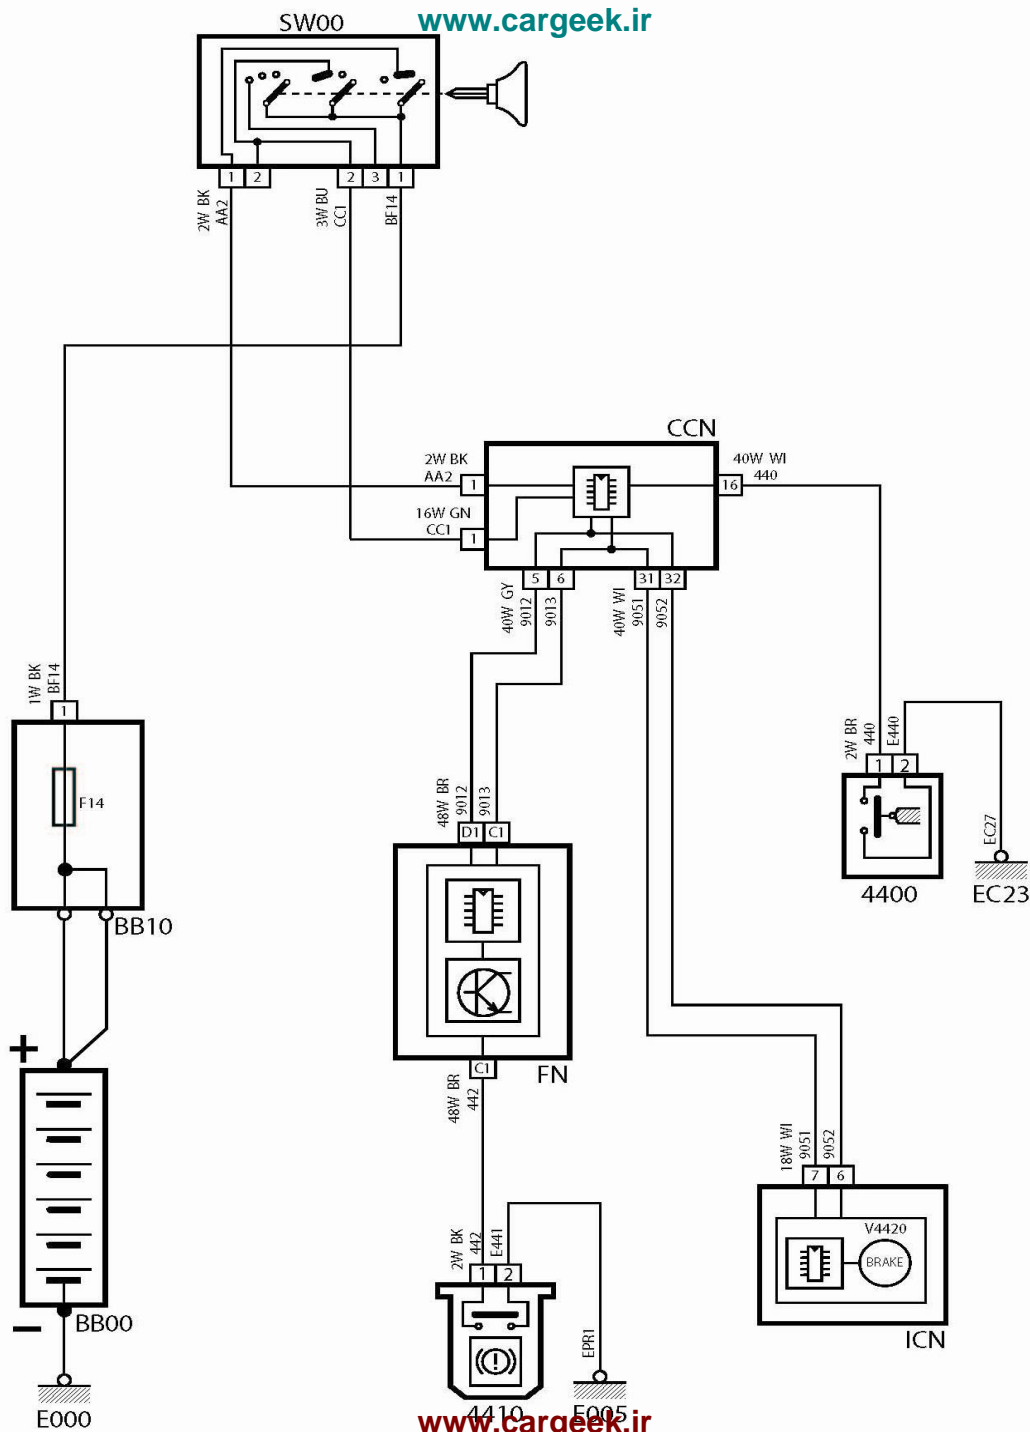 www.cargeek.ir
SW00
1 2 2 3 1
2W BK
AA2
3W BU
CC1
BF14
CCN
2W BK
AA2
1
16W GN
CC1
1
40W WI
440
16
5 6 31 32
40W GY
9012
9013
40W WI
9051
9052
1W BK
BF14
1
F14
BB10
2W BR
440
E440
1 2
4400
EC27
EC23
48W BR
9012
9013
D1 C1
FN
C1
48W BR
442
+
BB00
–
E000
18W WI
9051
9052
7 6
V4420
BRAKE
ICN
2W BK
442
E441
1 2
EPR1
4410
E005
www.cargeek.ir